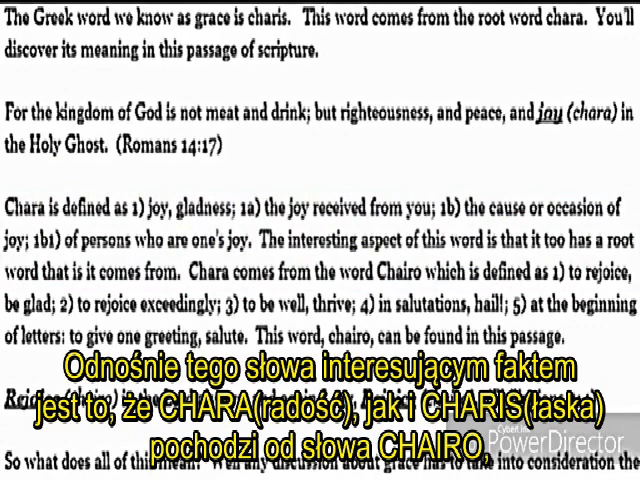 The Greek word we know as grace is charis. This word comes from the root word chara. You'll
discover its meaning in this passage of scripture.
For the kingdom of God is not meat and drink; but righteousness, and peace, and joy (chara) in
the Holy Ghost. (Romans 14:17)
Chara is defined as 1) joy, gladness; 1a) the joy received from you; 1b) the cause or occasion of
joy; 1b1) of persons who are one's joy. The interesting aspect of this word is that it too has a root
word that is it comes from. Chara comes from the word Chairo which is defined as 1) to rejoice,
be glad; 2) to rejoice exceedingly; 3) to be well, thrive; 4) in salutations, hail!; 5) at the beginning
of letters: to give one greeting, salute. This word, chairo, can be found in this passage.
Odnośnie tego słowa interesującym faktem
Rejoice (chairo) in the
jest to, że CHARA(radość), jak i CHARIS(łaska)
pochodzi od słowa CHAIRO,
PowerDirector
So what does all of this mean? Well any discussion about grace has to take into consideration the